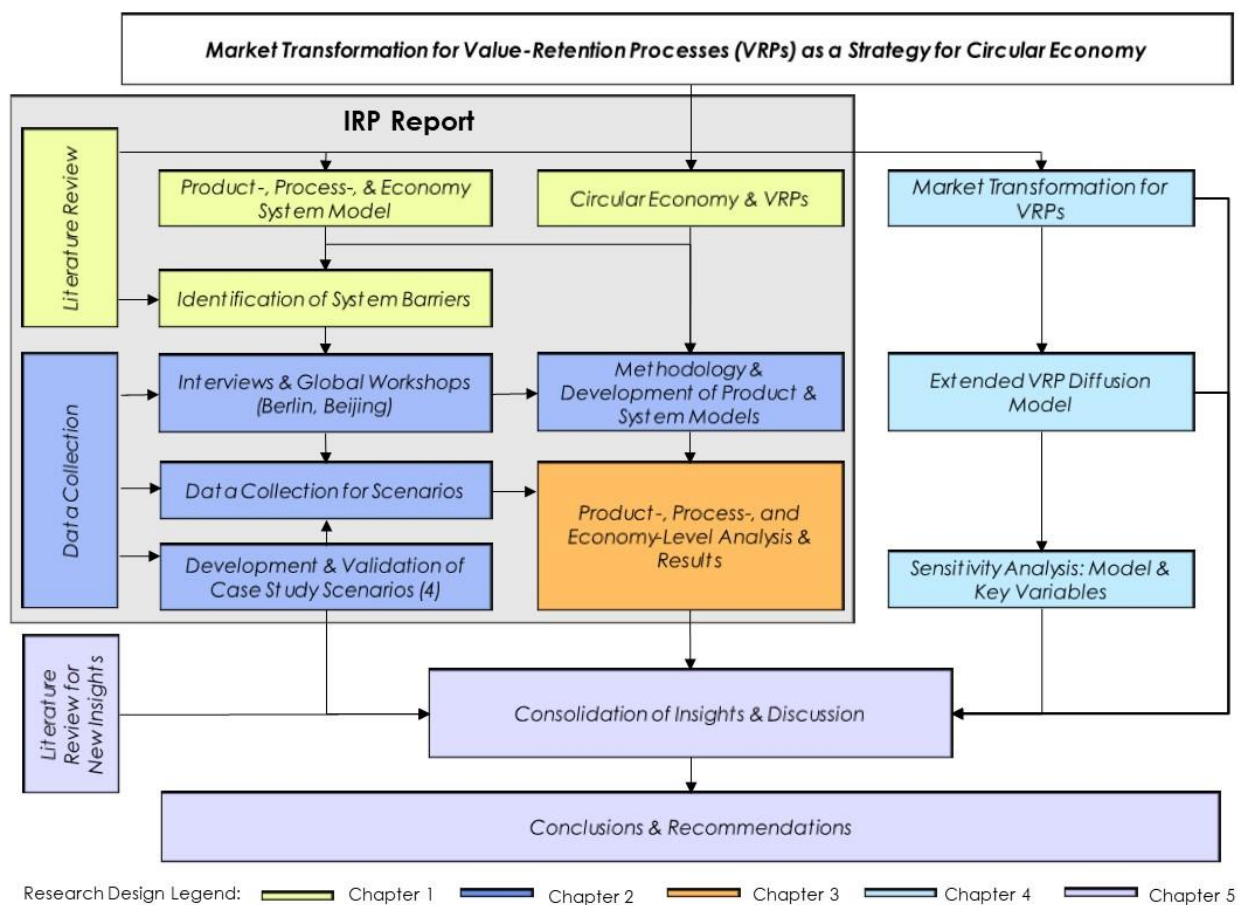 Market Transformation for Value-Retention Processes (VRPs) as a Strategy for Circular Economy
IRP Report
Literature Review
Product-, Process-, & Economy
System Model
Circular Economy & VRPs
Market Transformation for
VRPs
Identification of System Barriers
Data Collection
Interviews & Global Workshops
(Berlin, Beijing)
Methodology &
Development of Product &
System Models
Extended VRP Diffusion
Model
Data Collection for Scenarios
Product-, Process-, and
Economy-Level Analysis &
Results
Development & Validation of
Case Study Scenarios (4)
Sensitivity Analysis: Model &
Key Variables
Literature
Review for
New Insights
Consolidation of Insights & Discussion
Conclusions & Recommendations
Research Design Legend: Chapter 1 Chapter 2 Chapter 3 Chapter 4 Chapter 5